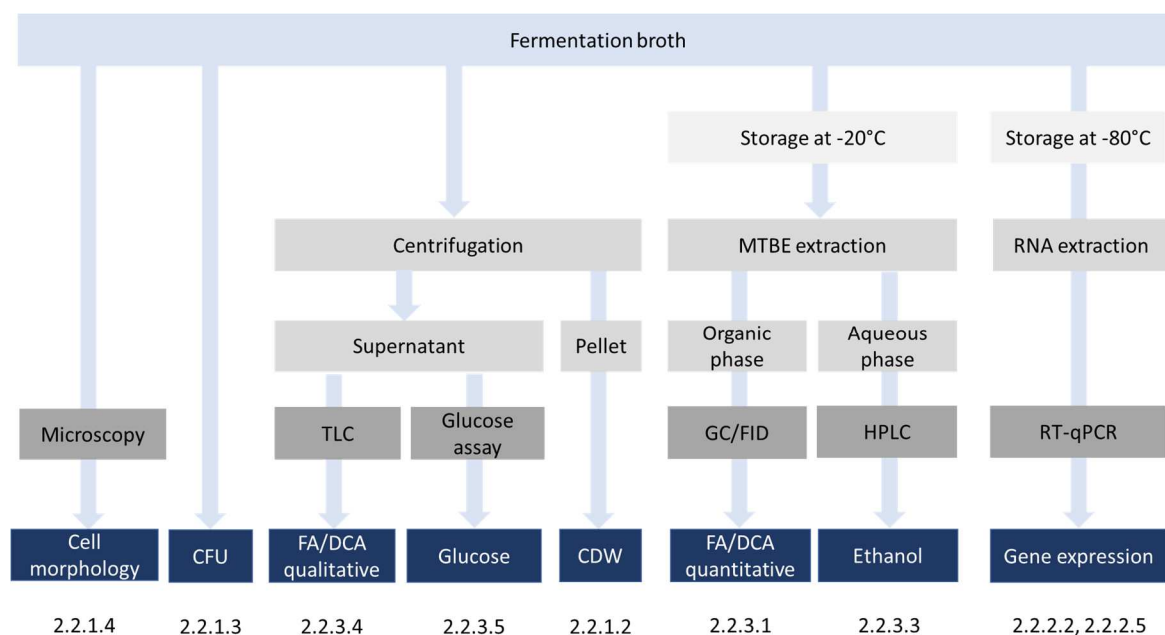 Fermentation broth
Storage at -20°C
Storage at -80°C
Centrifugation
MTBE extraction
RNA extraction
Supernatant
Pellet
Organic
phase
Aqueous
phase
Microscopy
TLC
Glucose
assay
GC/FID
HPLC
RT-qPCR
Cell
morphology
CFU
FA/DCA
qualitative
Glucose
CDW
FA/DCA
quantitative
Ethanol
Gene expression
2.2.1.4
2.2.1.3
2.2.3.4
2.2.3.5
2.2.1.2
2.2.3.1
2.2.3.3
2.2.2.2, 2.2.2.5